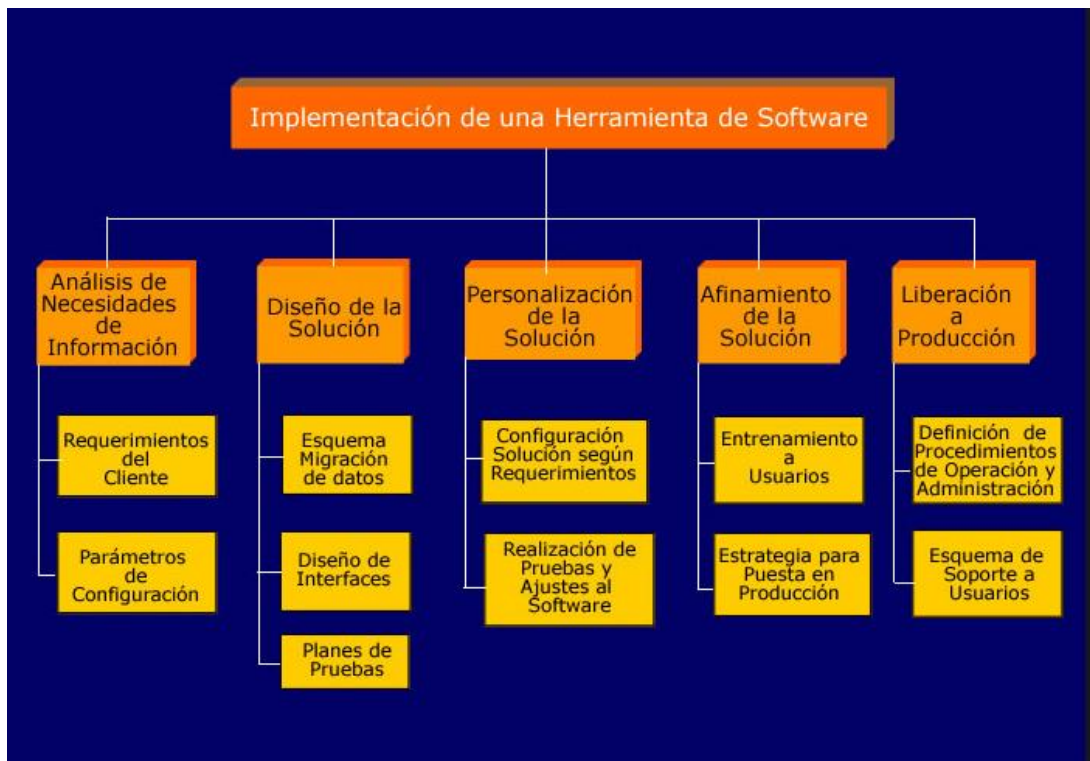 Implementación de una Herramienta de Software
Análisis de
Necesidades
de
Información
Requerimientos
del
Cliente
Parámetros
de
Configuración
Diseño de la
Solución
Esquema
Migración
de datos
Diseño de
Interfaces
Planes de
Pruebas
Personalización
de la
Solución
Configuración
Solución según
Requerimientos
Realización de
Pruebas y
Ajustes al
Software
Afinamiento
de la
Solución
Entrenamiento
a
Usuarios
Estrategia para
Puesta en
Producción
Liberación
a
Producción
Definición de
Procedimientos
de Operación y
Administración
Esquema de
Soporte a
Usuarios